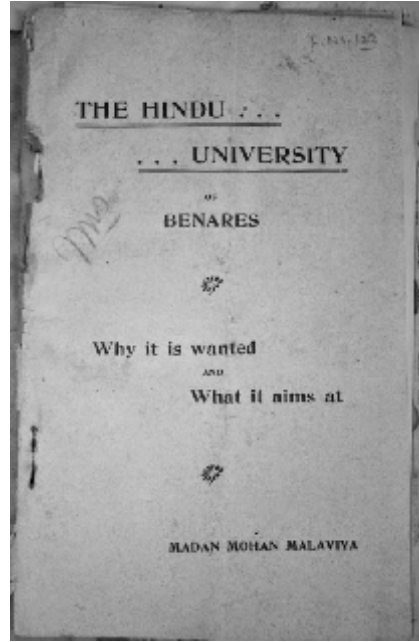 THE HINDU . . .
. . . UNIVERSITY
OF
BENARES
Why it is wanted
AND
What it aims at
MADAN MOHAN MALAVIYA